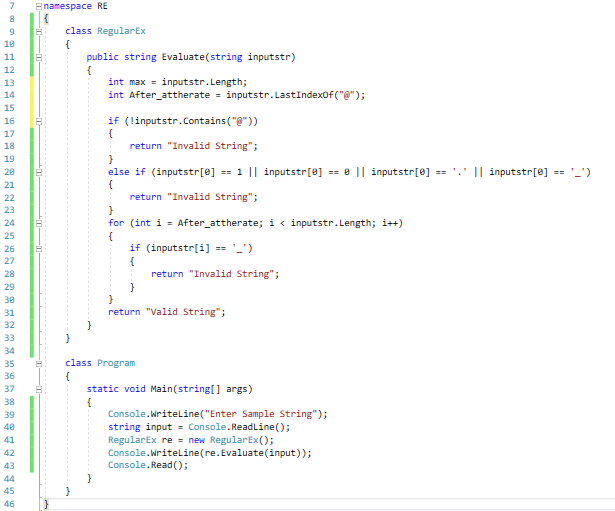 7 namespace RE
8 {
9 class RegularEx
10 {
11 public string Evaluate(string inputstr)
12 {
13 int max = inputstr.Length;
14 int After_attherate = inputstr.LastIndexOf("@");
15
16 if (!inputstr.Contains("@"))
17 {
18 return "Invalid String";
19 }
20 else if (inputstr[0] == 1 || inputstr[0] == 0 || inputstr[0] == '.' || inputstr[0] == '_')
21 {
22 return "Invalid String";
23 }
24 for (int i = After_attherate; i < inputstr.Length; i++)
25 {
26 if (inputstr[i] == '_')
27 {
28 return "Invalid String";
29 }
30 }
31 return "Valid String";
32 }
33 }
34
35 class Program
36 {
37 static void Main(string[] args)
38 {
39 Console.WriteLine("Enter Sample String");
40 string input = Console.ReadLine();
41 RegularEx re = new RegularEx();
42 Console.WriteLine(re.Evaluate(input));
43 Console.Read();
44 }
45 }
46 }